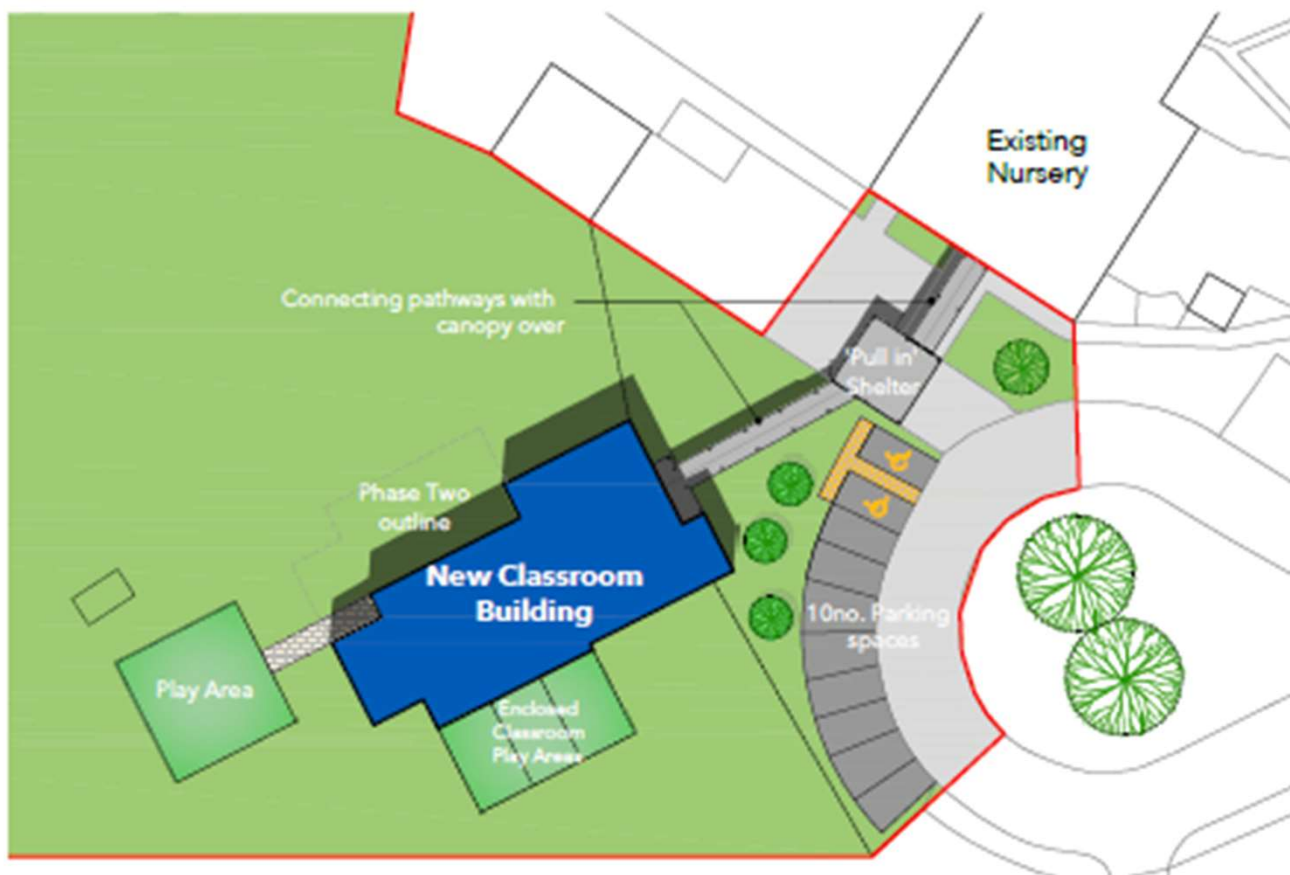 Existing
Nursery
Connecting pathways with
canopy over
'Pull in'
Shelter
Phase Two
outline
New Classroom
Building
10no. Parking
spaces
Play Area
Enclosed
Classroom
Play Areas